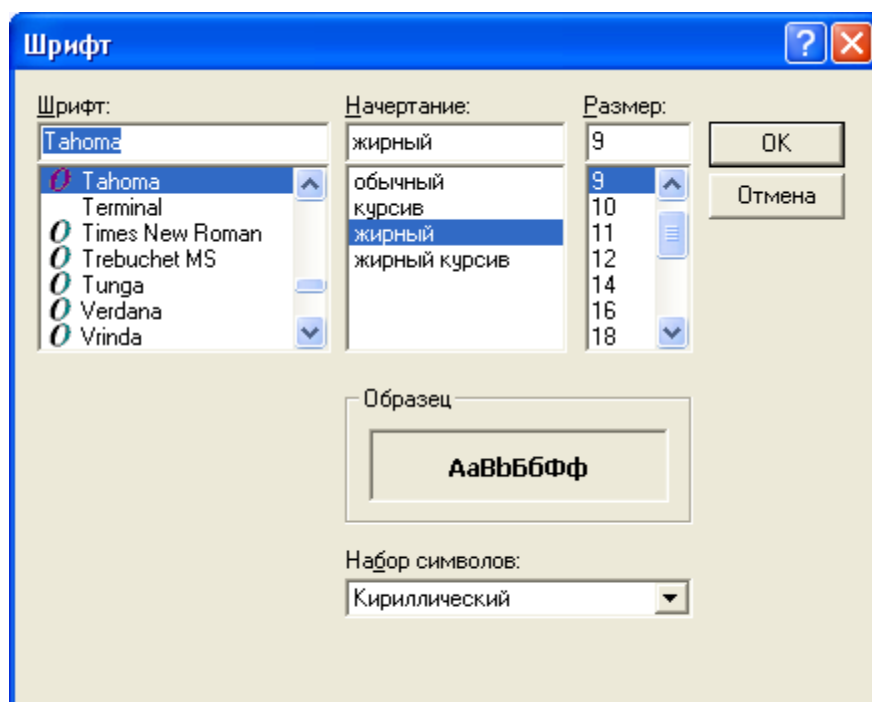 Шрифт
Шрифт:
Tahoma
Tahoma
Terminal
Times New Roman
Trebuchet MS
Tunga
Verdana
Vrinda
Начертание:
жирный
обычный
курсив
жирный
жирный курсив
Размер:
9
9
10
11
12
14
16
18
OK
Отмена
Образец
АаBbБбФф
Набор символов:
Кириллический